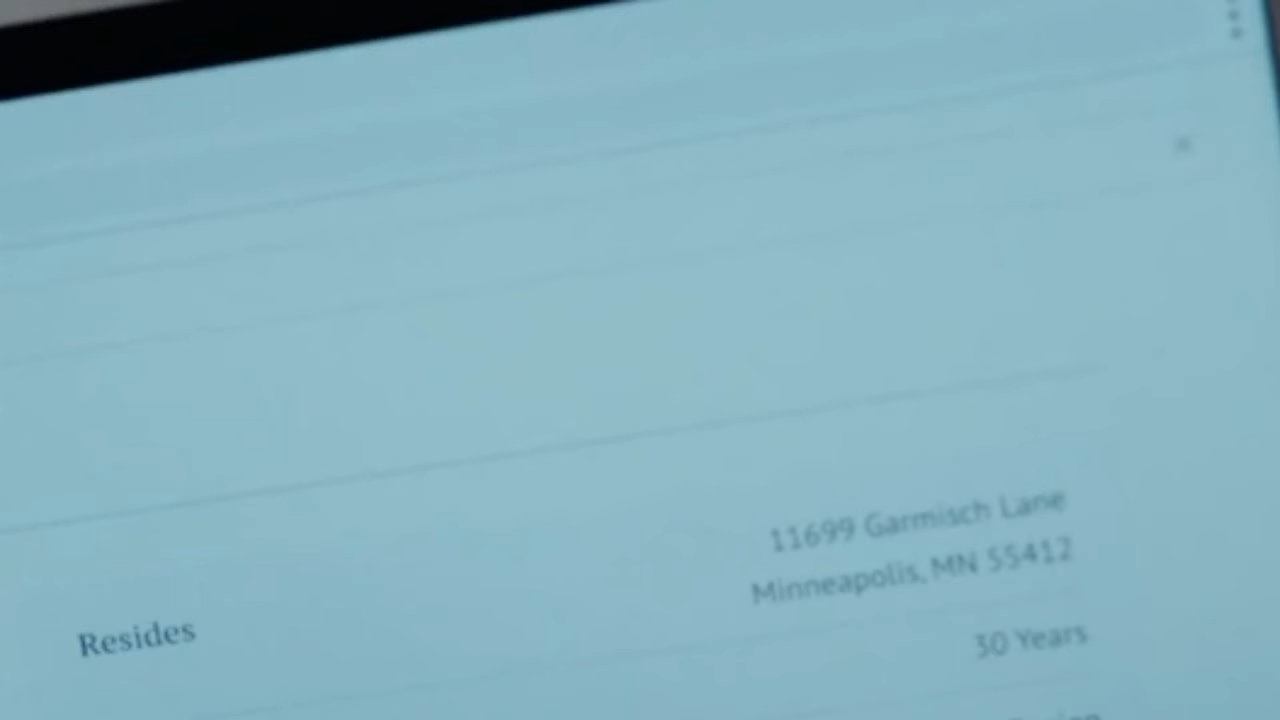 11699 Garmisch Lane
Minneapolis, MN 55412
Resides
30 Years